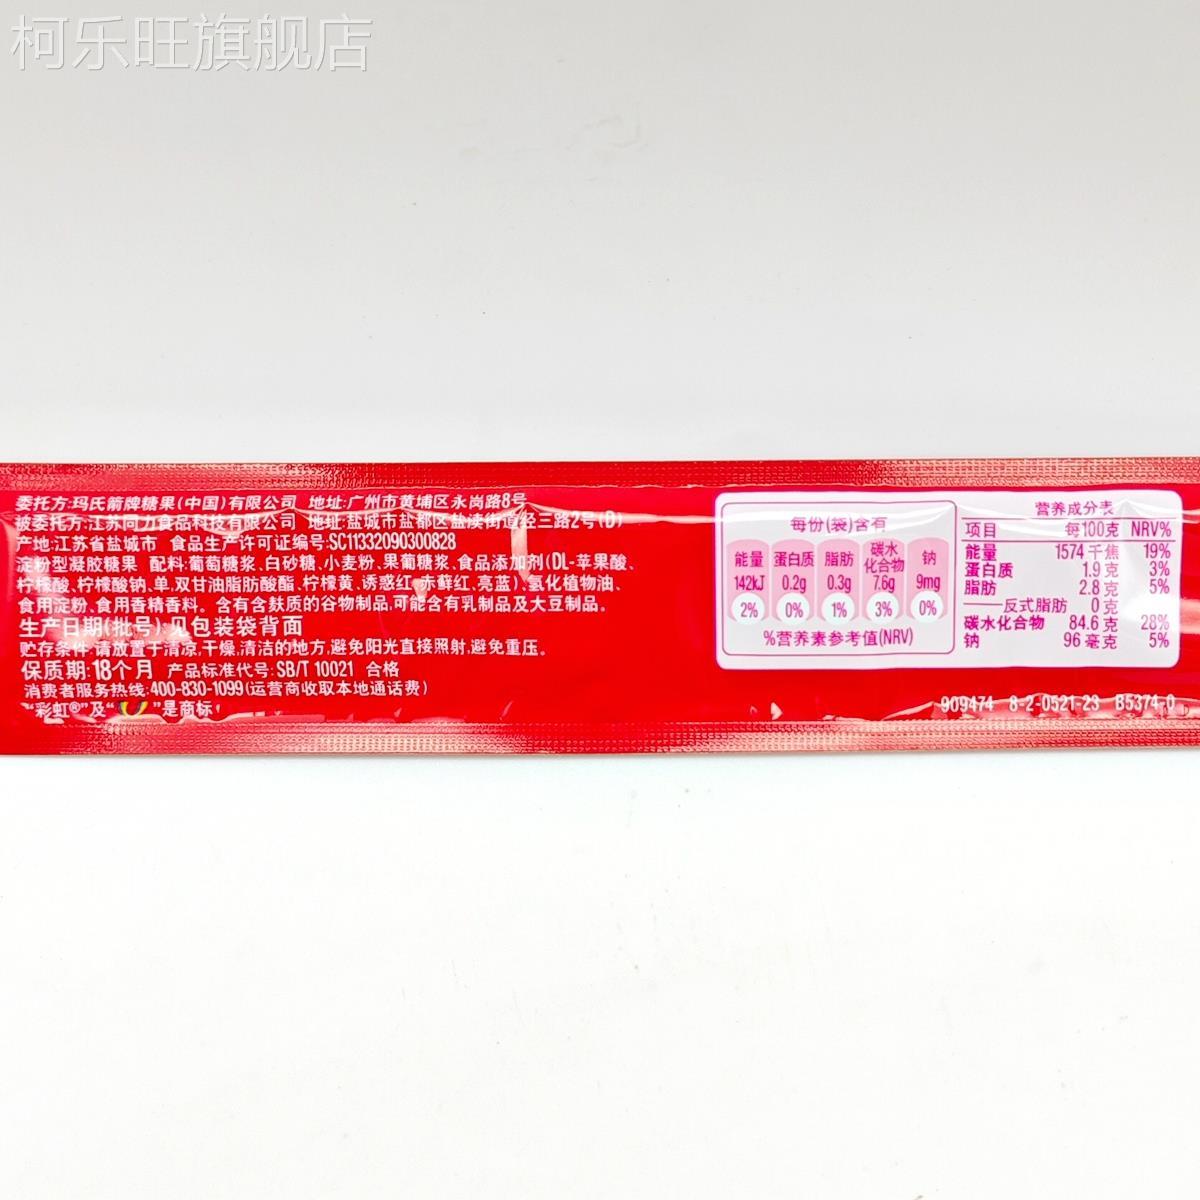 柯乐旺旗舰店
委托方:玛氏箭牌糖果(中国)有限公司 地址:广州市黄埔区永岗路8号
被委托方:江苏同力食品科技有限公司 地址:盐城市盐都区盐渎街道经三路2号(D)
产地:江苏省盐城市 食品生产许可证编号:SC11332090300828
淀粉型凝胶糖果 配料:葡萄糖浆、白砂糖、小麦粉、果葡糖浆、食品添加剂(DL-苹果酸、
柠檬酸、柠檬酸钠、单,双甘油脂肪酸酯、柠檬黄、诱惑红、赤藓红、亮蓝)、氢化植物油、
食用淀粉、食用香精香料。 含有含麸质的谷物制品,可能含有乳制品及大豆制品。
生产日期(批号):见包装袋背面
贮存条件:请放置于清凉,干燥,清洁的地方,避免阳光直接照射,避免重压。
保质期:18个月 产品标准代号:SB/T 10021 合格
消费者服务热线:400-830-1099(运营商收取本地通话费)
“彩虹®”及“ ”是商标
每份(袋)含有
能量 蛋白质 脂肪 碳水化合物 钠
142kJ 0.2g 0.3g 7.6g 9mg
2% 0% 1% 3% 0%
%营养素参考值(NRV)
营养成分表
项目 每100克 NRV%
能量 1574 千焦 19%
蛋白质 1.9 克 3%
脂肪 2.8 克 5%
——反式脂肪 0 克
碳水化合物 84.6 克 28%
钠 96 毫克 5%
909474 8-2-0521-23 B5374.0